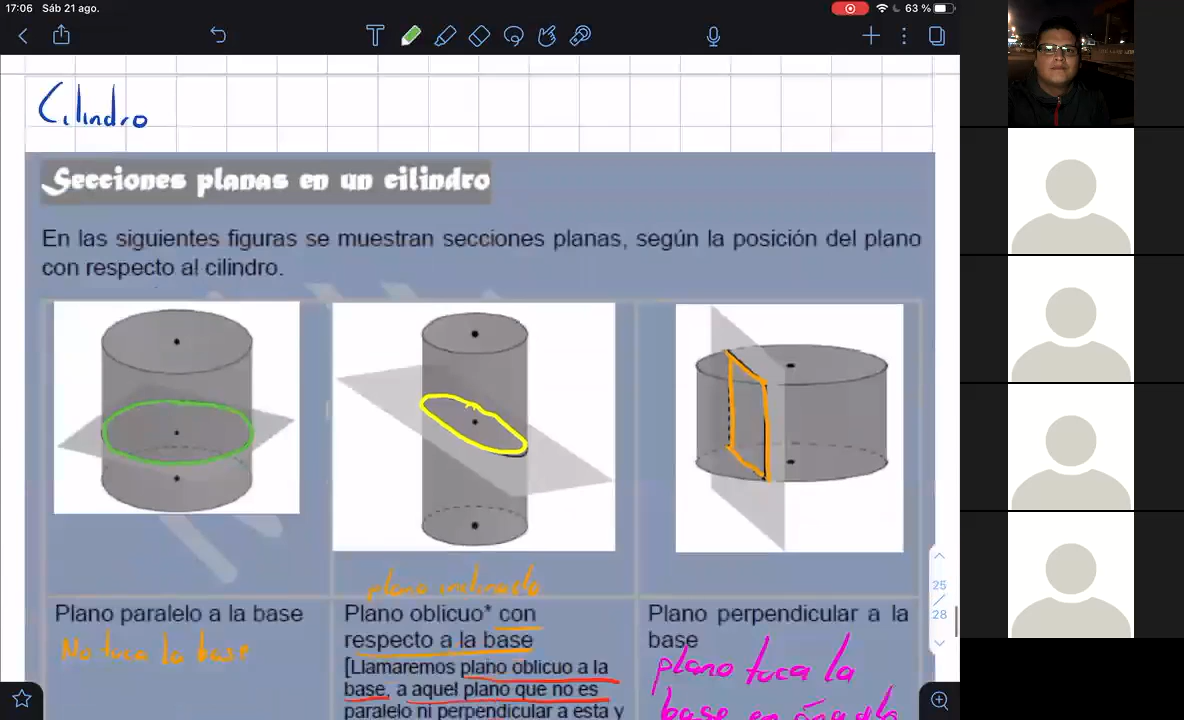 17:06 Sáb 21 ago.
63 %
Cilindro
Secciones planas en un cilindro
En las siguientes figuras se muestran secciones planas, según la posición del plano
con respecto al cilindro.
plano inclinado
Plano paralelo a la base
No toca la base
Plano oblicuo* con
respecto a la base
[Llamaremos plano oblicuo a la
base, a aquel plano que no es
paralelo ni perpendicular a esta y
Plano perpendicular a la
base
plano toca la
base en ángulo
25
/
28